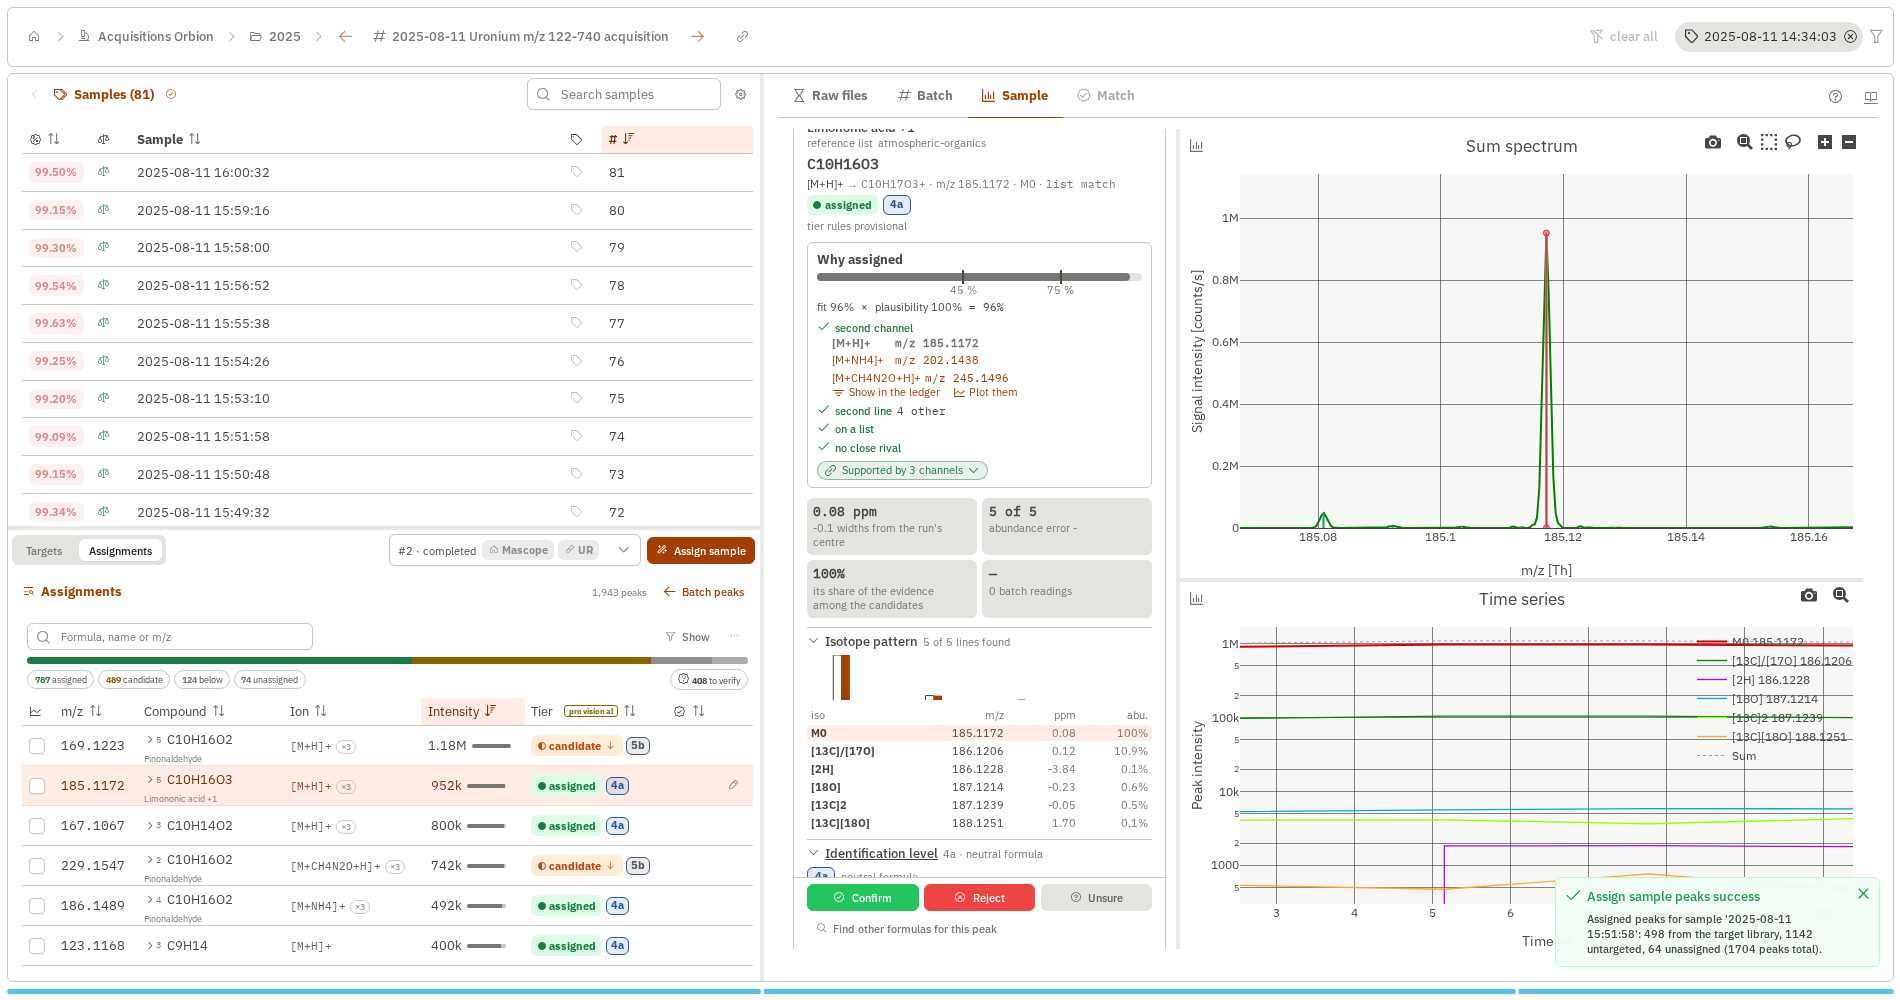 Acquisitions Orbion
2025
2025-08-11 Uronium m/z 122-740 acquisition
clear all
2025-08-11 14:34:03
Samples (81)
Search samples
Sample
#
99.50% 2025-08-11 16:00:32 81
99.15% 2025-08-11 15:59:16 80
99.30% 2025-08-11 15:58:00 79
99.54% 2025-08-11 15:56:52 78
99.63% 2025-08-11 15:55:38 77
99.25% 2025-08-11 15:54:26 76
99.20% 2025-08-11 15:53:10 75
99.09% 2025-08-11 15:51:58 74
99.15% 2025-08-11 15:50:48 73
99.34% 2025-08-11 15:49:32 72
Targets
Assignments
#2 · completed Mascope UR
Assign sample
Assignments
1,943 peaks
Batch peaks
Formula, name or m/z
Show
...
787 assigned
489 candidate
124 below
74 unassigned
408 to verify
m/z Compound Ion Intensity Tier provisional
169.1223 5 C10H16O2 [M+H]+ ×3 1.18M candidate ↓ 5b
Pinonaldehyde
185.1172 5 C10H16O3 [M+H]+ ×3 952k assigned 4a
Limononic acid +1
167.1067 3 C10H14O2 [M+H]+ ×3 800k assigned 4a
229.1547 2 C10H16O2 [M+CH4N2O+H]+ ×3 742k candidate ↓ 5b
Pinonaldehyde
186.1489 4 C10H16O2 [M+NH4]+ ×3 492k assigned 4a
Pinonaldehyde
123.1168 3 C9H14 [M+H]+ 400k assigned 4a
Raw files
Batch
Sample
Match
Limononic acid +1
reference list atmospheric-organics
C10H16O3
[M+H]+ → C10H17O3+ · m/z 185.1172 · M0 · list match
assigned 4a
tier rules provisional
Why assigned
45 % 75 %
fit 96% × plausibility 100% = 96%
second channel
[M+H]+ m/z 185.1172
[M+NH4]+ m/z 202.1438
[M+CH4N2O+H]+ m/z 245.1496
Show in the ledger Plot them
second line 4 other
on a list
no close rival
Supported by 3 channels
0.08 ppm
-0.1 widths from the run's
centre
5 of 5
abundance error -
100%
its share of the evidence
among the candidates
—
0 batch readings
Isotope pattern 5 of 5 lines found
iso m/z ppm abu.
M0 185.1172 0.08 100%
[13C]/[17O] 186.1206 0.12 10.9%
[2H] 186.1228 -3.84 0.1%
[18O] 187.1214 -0.23 0.6%
[13C]2 187.1239 -0.05 0.5%
[13C][18O] 188.1251 1.70 0.1%
Identification level 4a · neutral formula
4a neutral formula
Confirm
Reject
Unsure
Find other formulas for this peak
Sum spectrum
Signal intensity [counts/s]
1M
0.8M
0.6M
0.4M
0.2M
0
185.08 185.1 185.12 185.14 185.16
m/z [Th]
Time series
Peak intensity
1M
5
2
100k
5
2
10k
5
2
1000
5
M0 185.1172
[13C]/[17O] 186.1206
[2H] 186.1228
[18O] 187.1214
[13C]2 187.1239
[13C][18O] 188.1251
Sum
3 4 5 6
Time
Assign sample peaks success
Assigned peaks for sample '2025-08-11
15:51:58': 498 from the target library, 1142
untargeted, 64 unassigned (1704 peaks total).